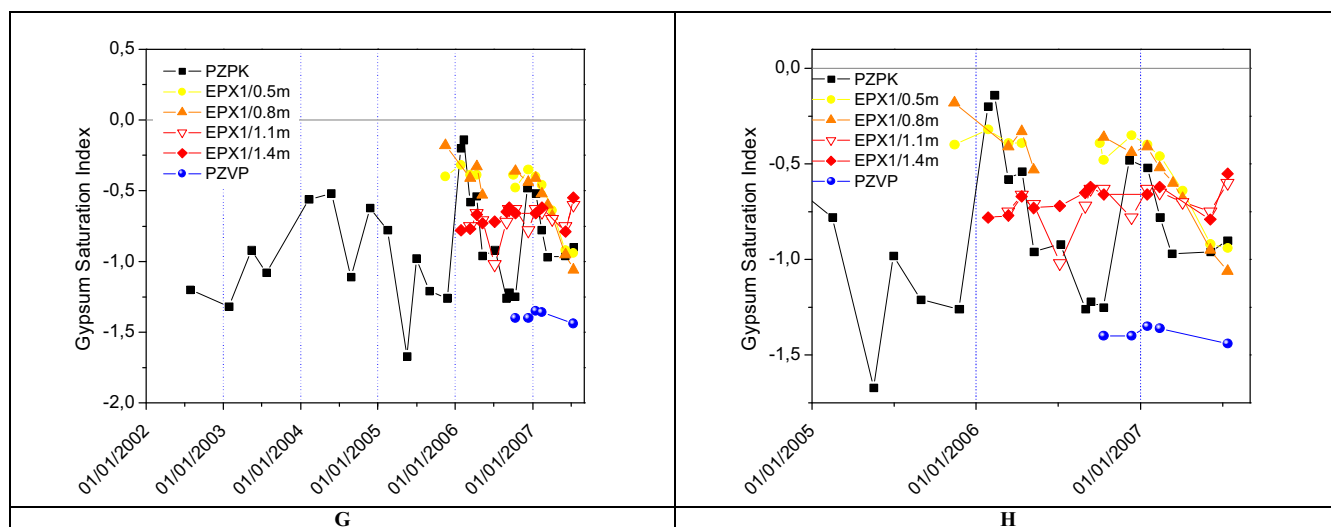 0,5
0,0
-0,5
-1,0
-1,5
-2,0
Gypsum Saturation Index
PZPK
EPX1/0.5m
EPX1/0.8m
EPX1/1.1m
EPX1/1.4m
PZVP
01/01/2002
01/01/2003
01/01/2004
01/01/2005
01/01/2006
01/01/2007
G
0,0
-0,5
-1,0
-1,5
Gypsum Saturation Index
PZPK
EPX1/0.5m
EPX1/0.8m
EPX1/1.1m
EPX1/1.4m
PZVP
01/01/2005
01/01/2006
01/01/2007
H